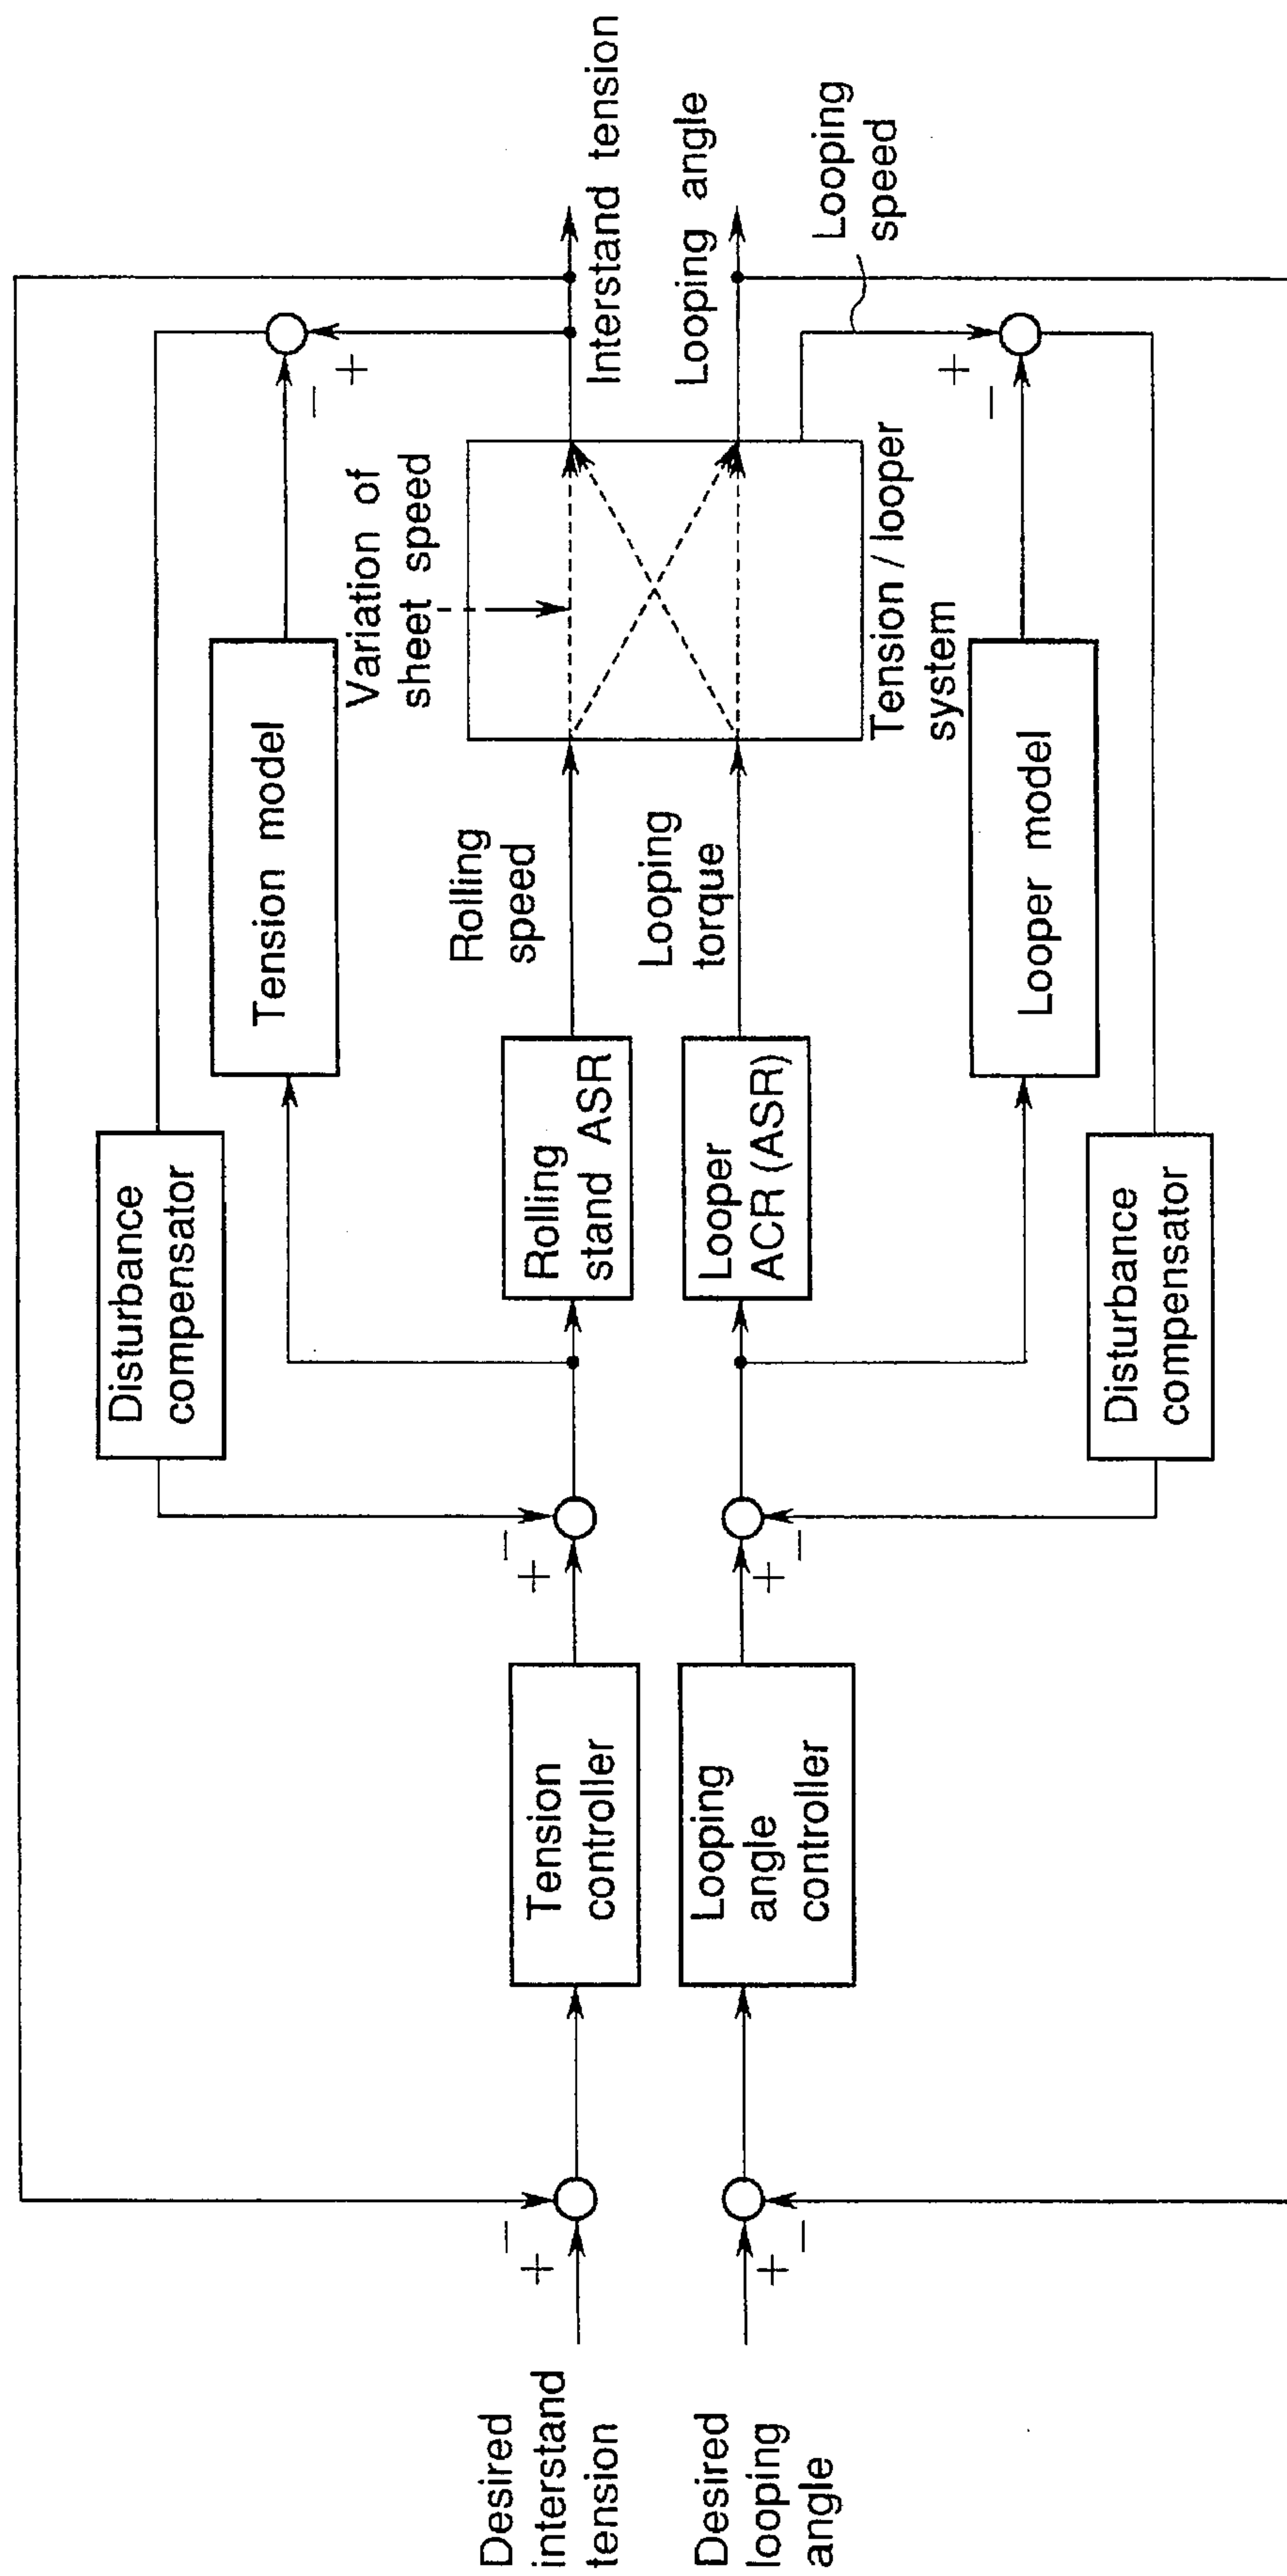 Desired
interstand
tension
Desired
looping
angle
−
+
+
−
Tension
controller
Looping
angle
controller
−
+
+
−
Disturbance
compensator
Rolling
stand ASR
Looper
ACR (ASR)
Disturbance
compensator
Tension model
Rolling
speed
Looping
torque
Looper model
Variation of
sheet speed
Tension / looper
system
−
+
+
−
Interstand tension
Looping angle
Looping
speed